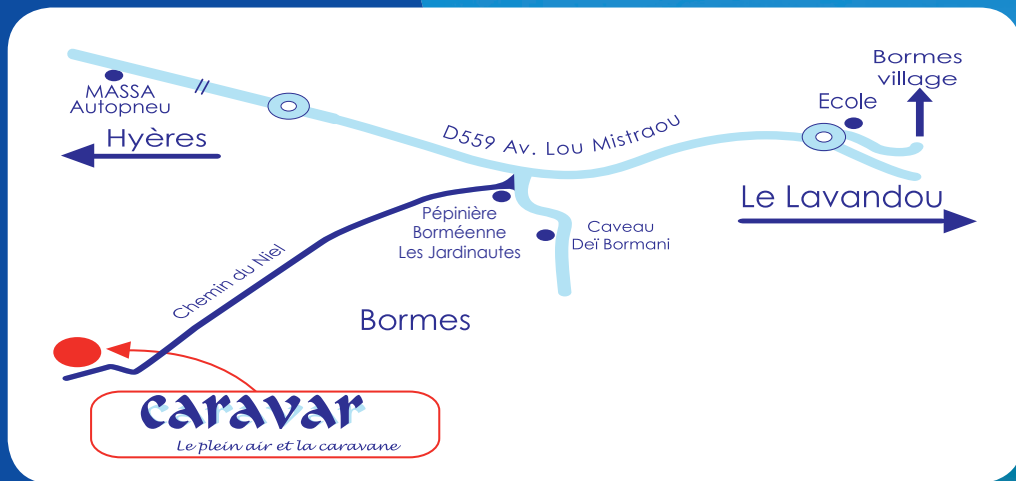 MASSA
Autopneu
Hyères
D559 Av. Lou Mistraou
Bormes
village
Ecole
Le Lavandou
Pépinière
Borméenne
Les Jardinautes
Caveau
Deï Bormani
Chemin du Niel
Bormes
caravar
Le plein air et la caravane